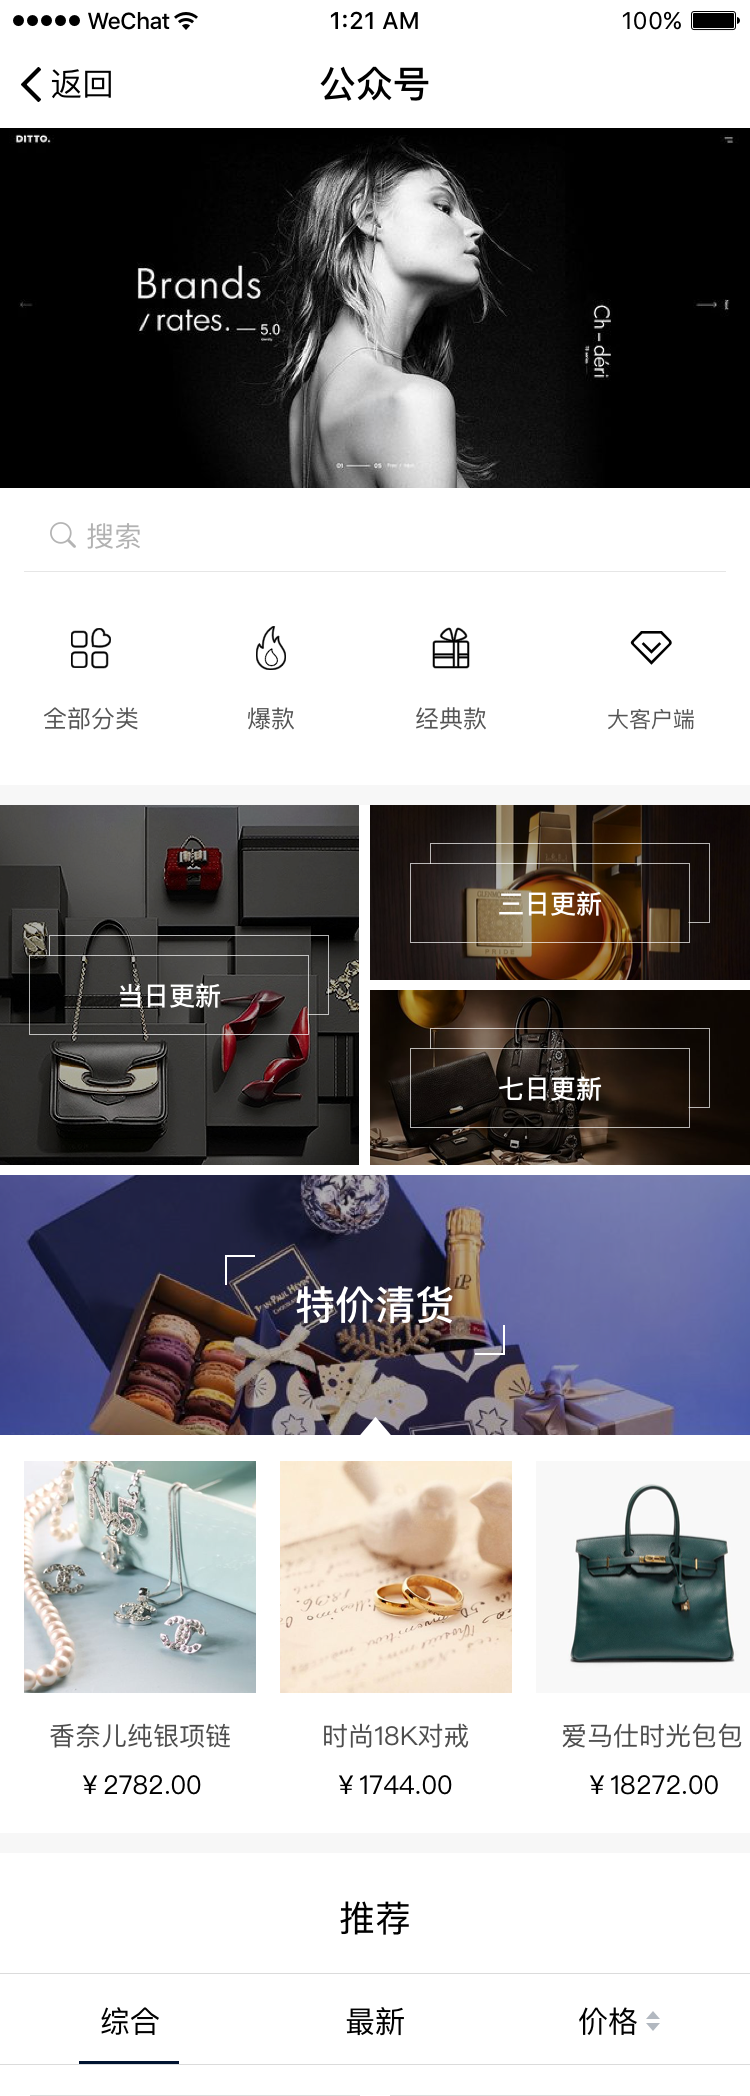 WeChat 1:21 AM 100%
返回 公众号
DITTO.
Brands
/ rates. — 5.0
Ch – déri
搜索
全部分类 爆款 经典款 大客户端
当日更新
三日更新
PRIDE
七日更新
特价清货
N°5
香奈儿纯银项链 时尚18K对戒 爱马仕时光包包
¥ 2782.00 ¥ 1744.00 ¥ 18272.00
推荐
综合 最新 价格